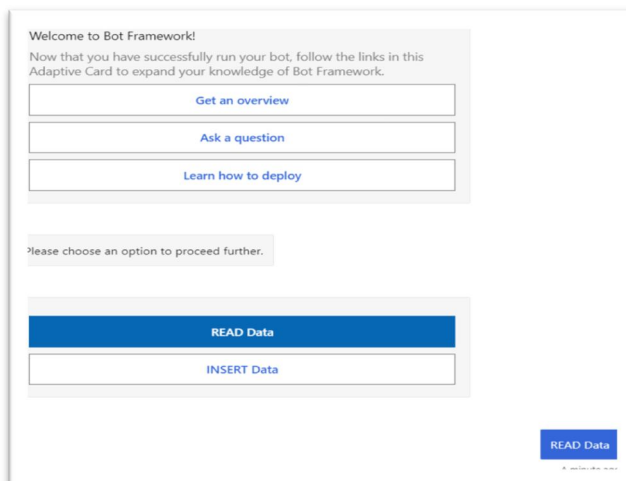 Welcome to Bot Framework!
Now that you have successfully run your bot, follow the links in this
Adaptive Card to expand your knowledge of Bot Framework.
Get an overview
Ask a question
Learn how to deploy
Please choose an option to proceed further.
READ Data
INSERT Data
READ Data